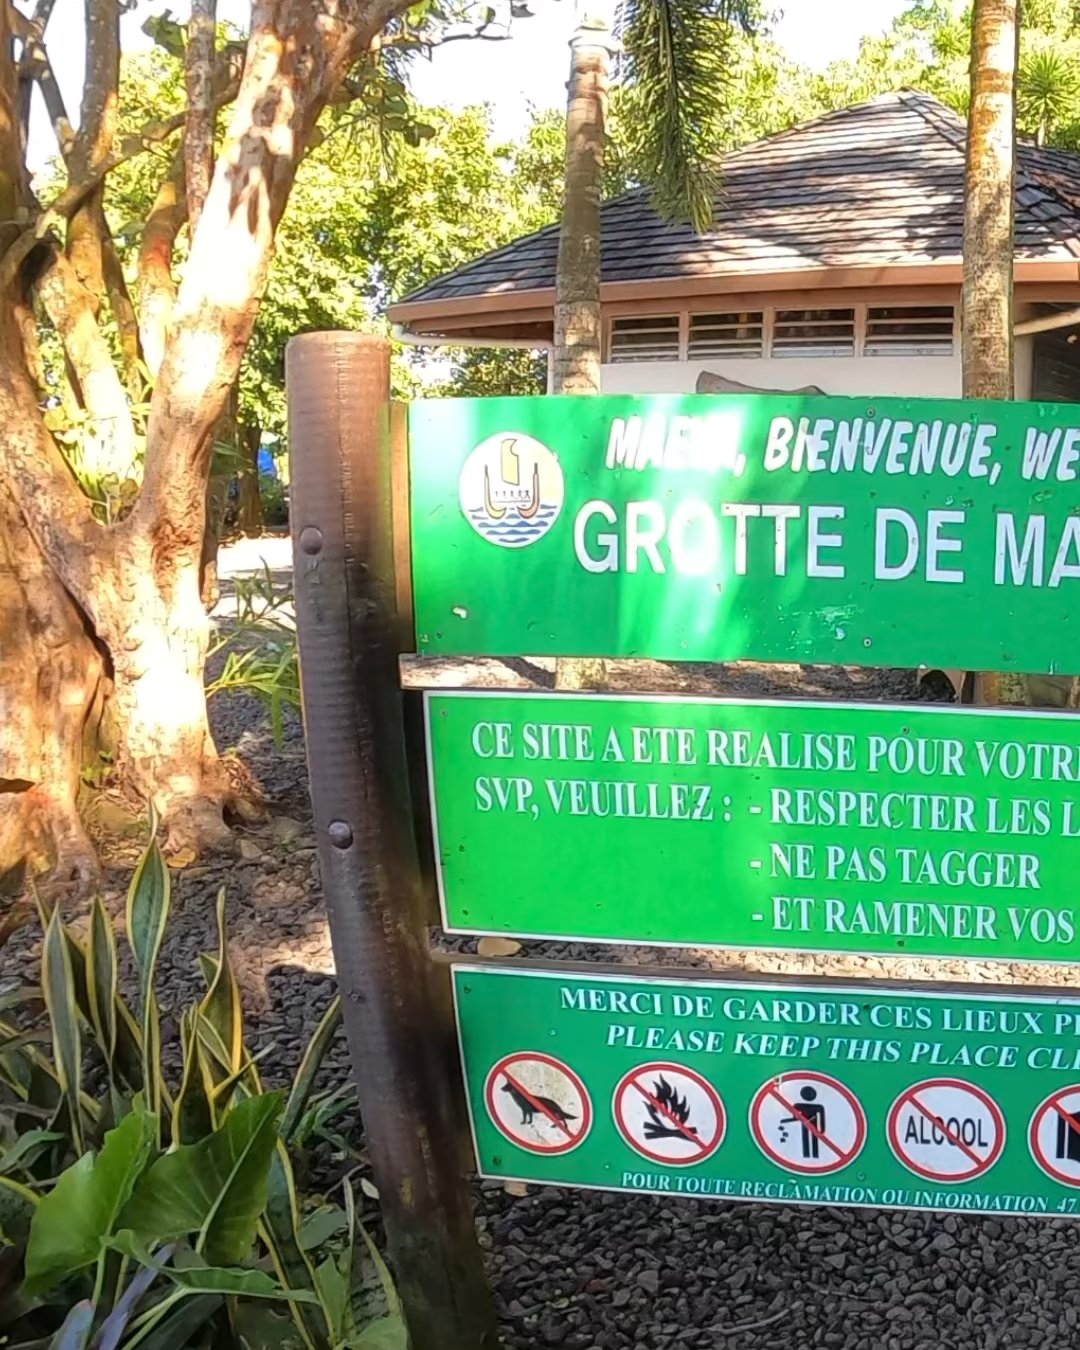 MAEVA, BIENVENUE, WE
GROTTE DE MA
CE SITE A ETE REALISE POUR VOTR
SVP, VEUILLEZ : - RESPECTER LES L
- NE PAS TAGGER
- ET RAMENER VOS
MERCI DE GARDER CES LIEUX P
PLEASE KEEP THIS PLACE CLE
ALCOOL
POUR TOUTE RECLAMATION OU INFORMATION 47